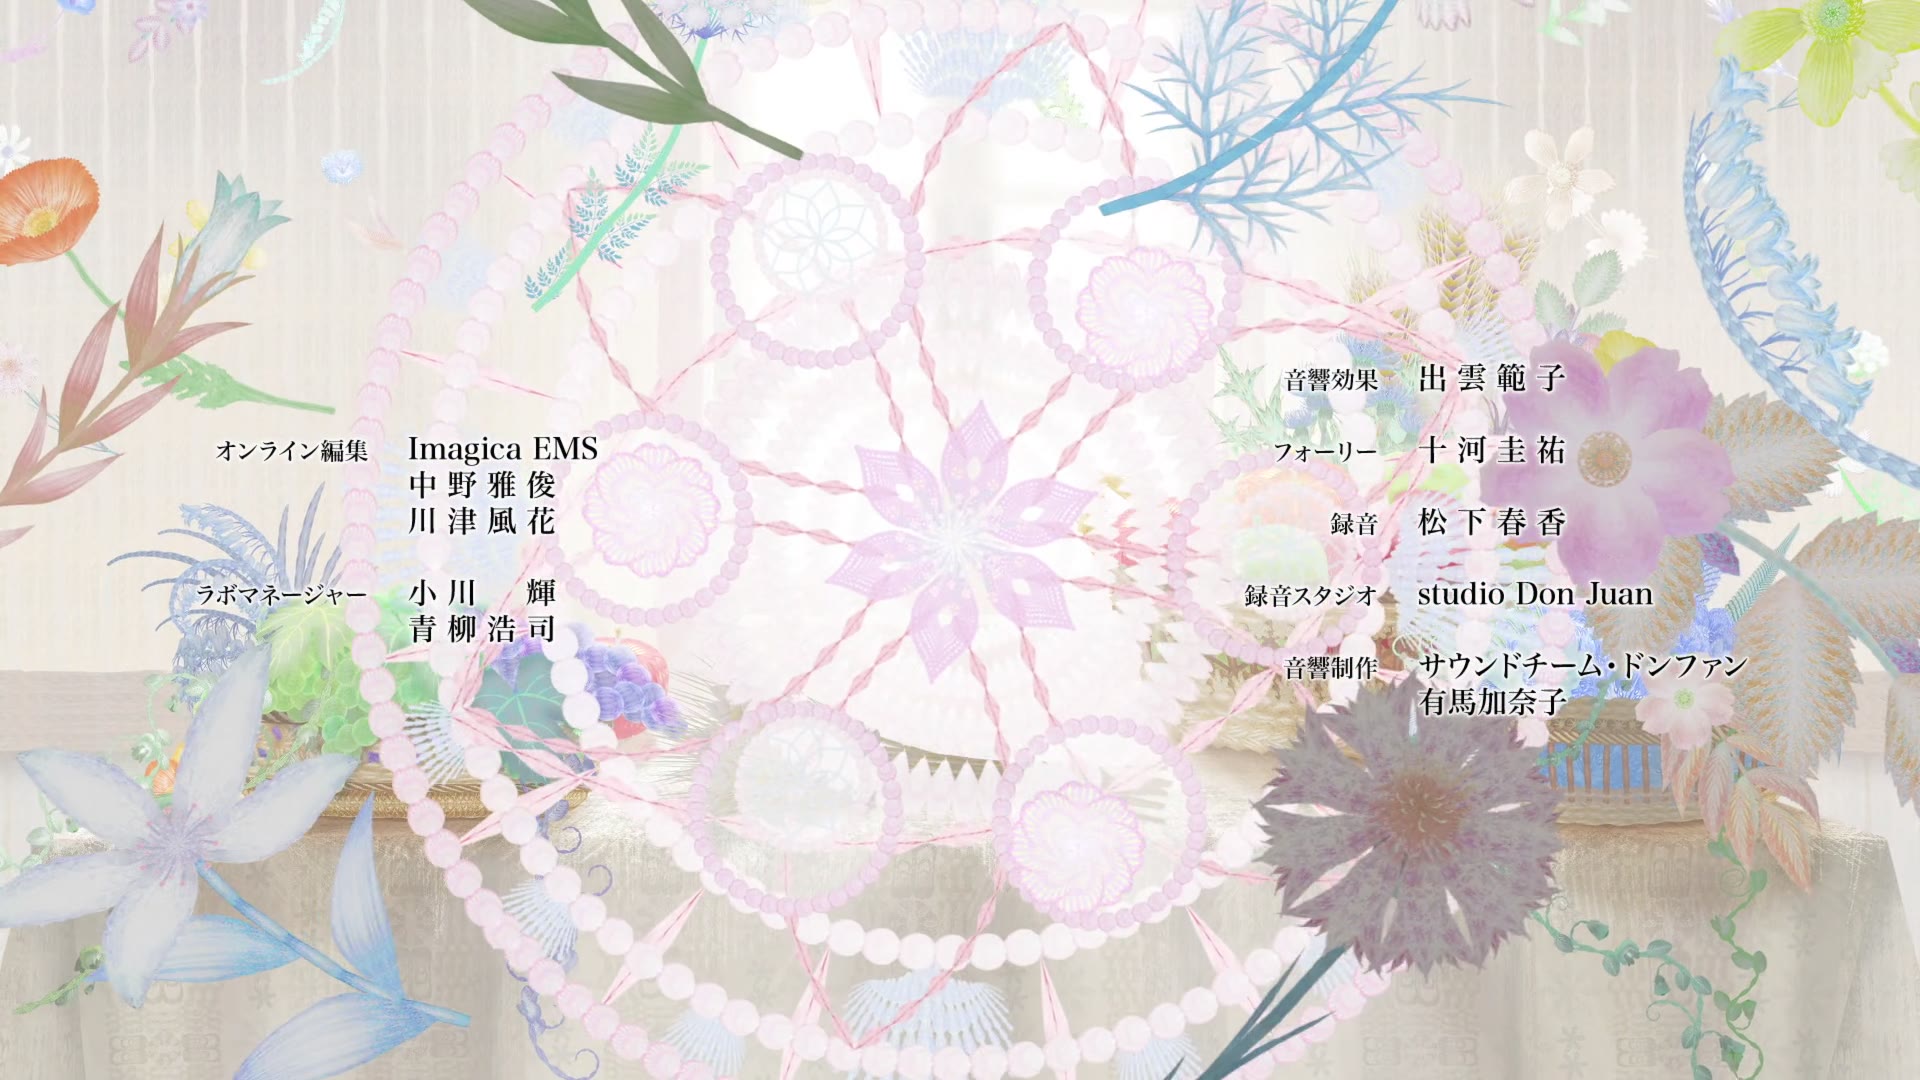 オンライン編集 Imagica EMS
中野雅俊
川津風花
ラボマネージャー 小川 輝
青柳浩司
音響効果 出雲範子
フォーリー 十河圭祐
録音 松下春香
録音スタジオ studio Don Juan
音響制作 サウンドチーム・ドンファン
有馬加奈子